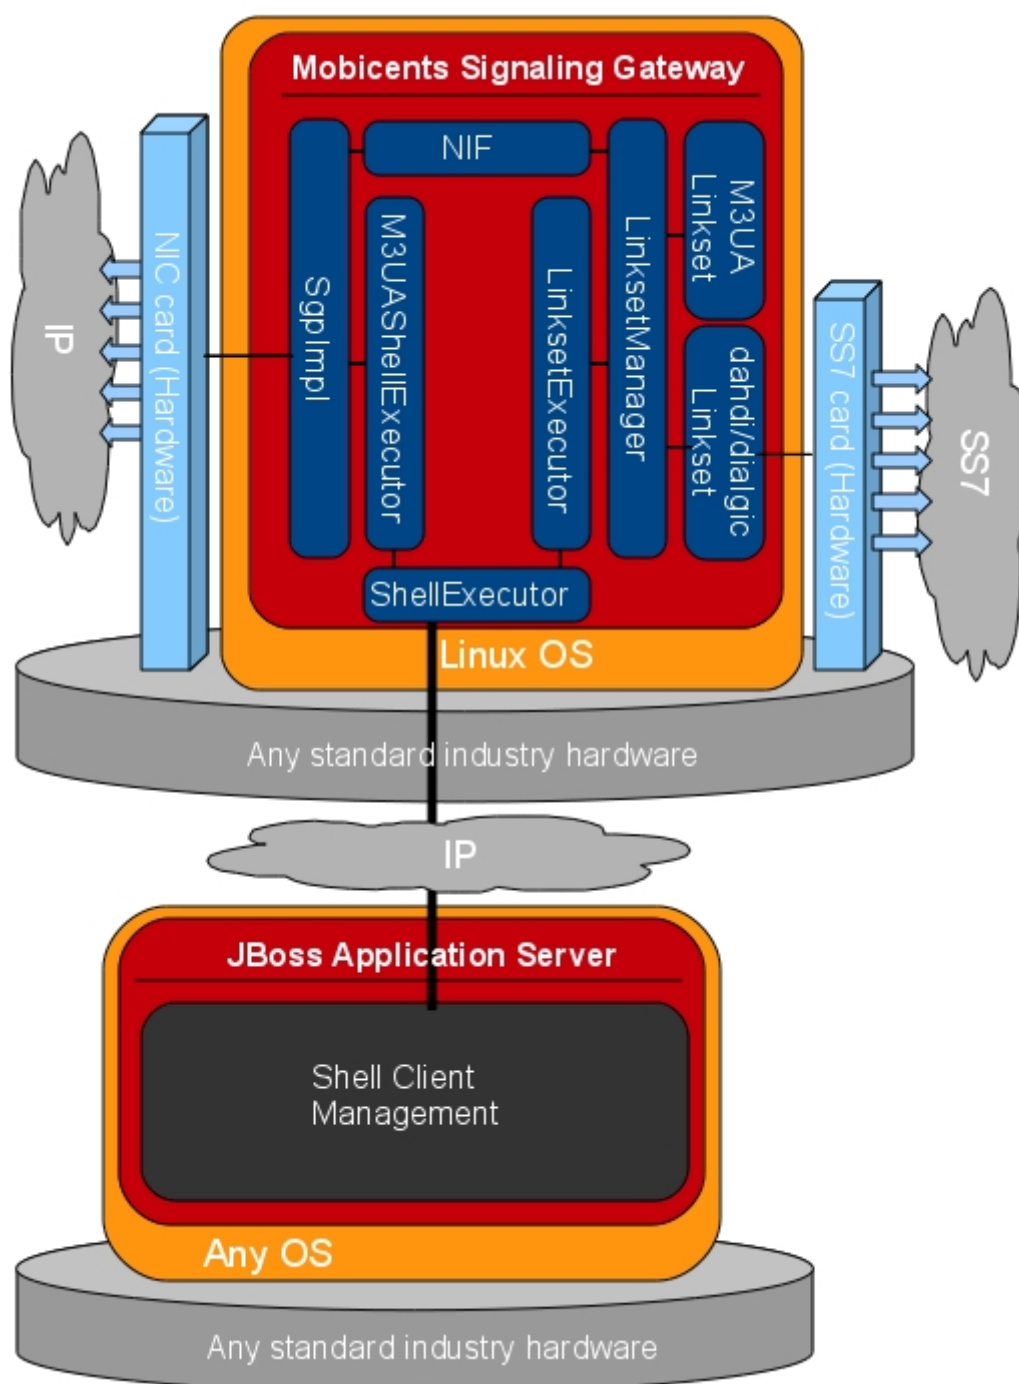 Mobicents Signaling Gateway
NIF
SgpImpl
M3UAShellExecutor
LinksetExecutor
LinksetManager
M3UA
Linkset
dahdi/dialgic
Linkset
ShellExecutor
NIC card (Hardware)
IP
SS7 card (Hardware)
SS7
Linux OS
Any standard industry hardware
IP
JBoss Application Server
Shell Client
Management
Any OS
Any standard industry hardware